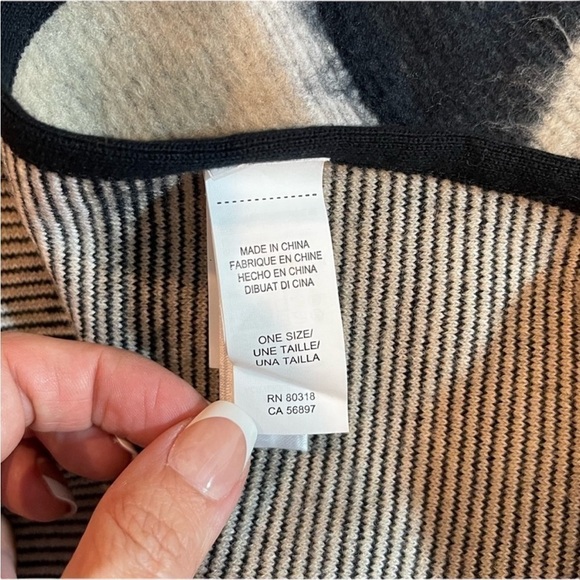 MADE IN CHINA
FABRIQUE EN CHINE
HECHO EN CHINA
DIBUAT DI CINA
ONE SIZE/
UNE TAILLE/
UNA TAILLA
RN 80318
CA 56897